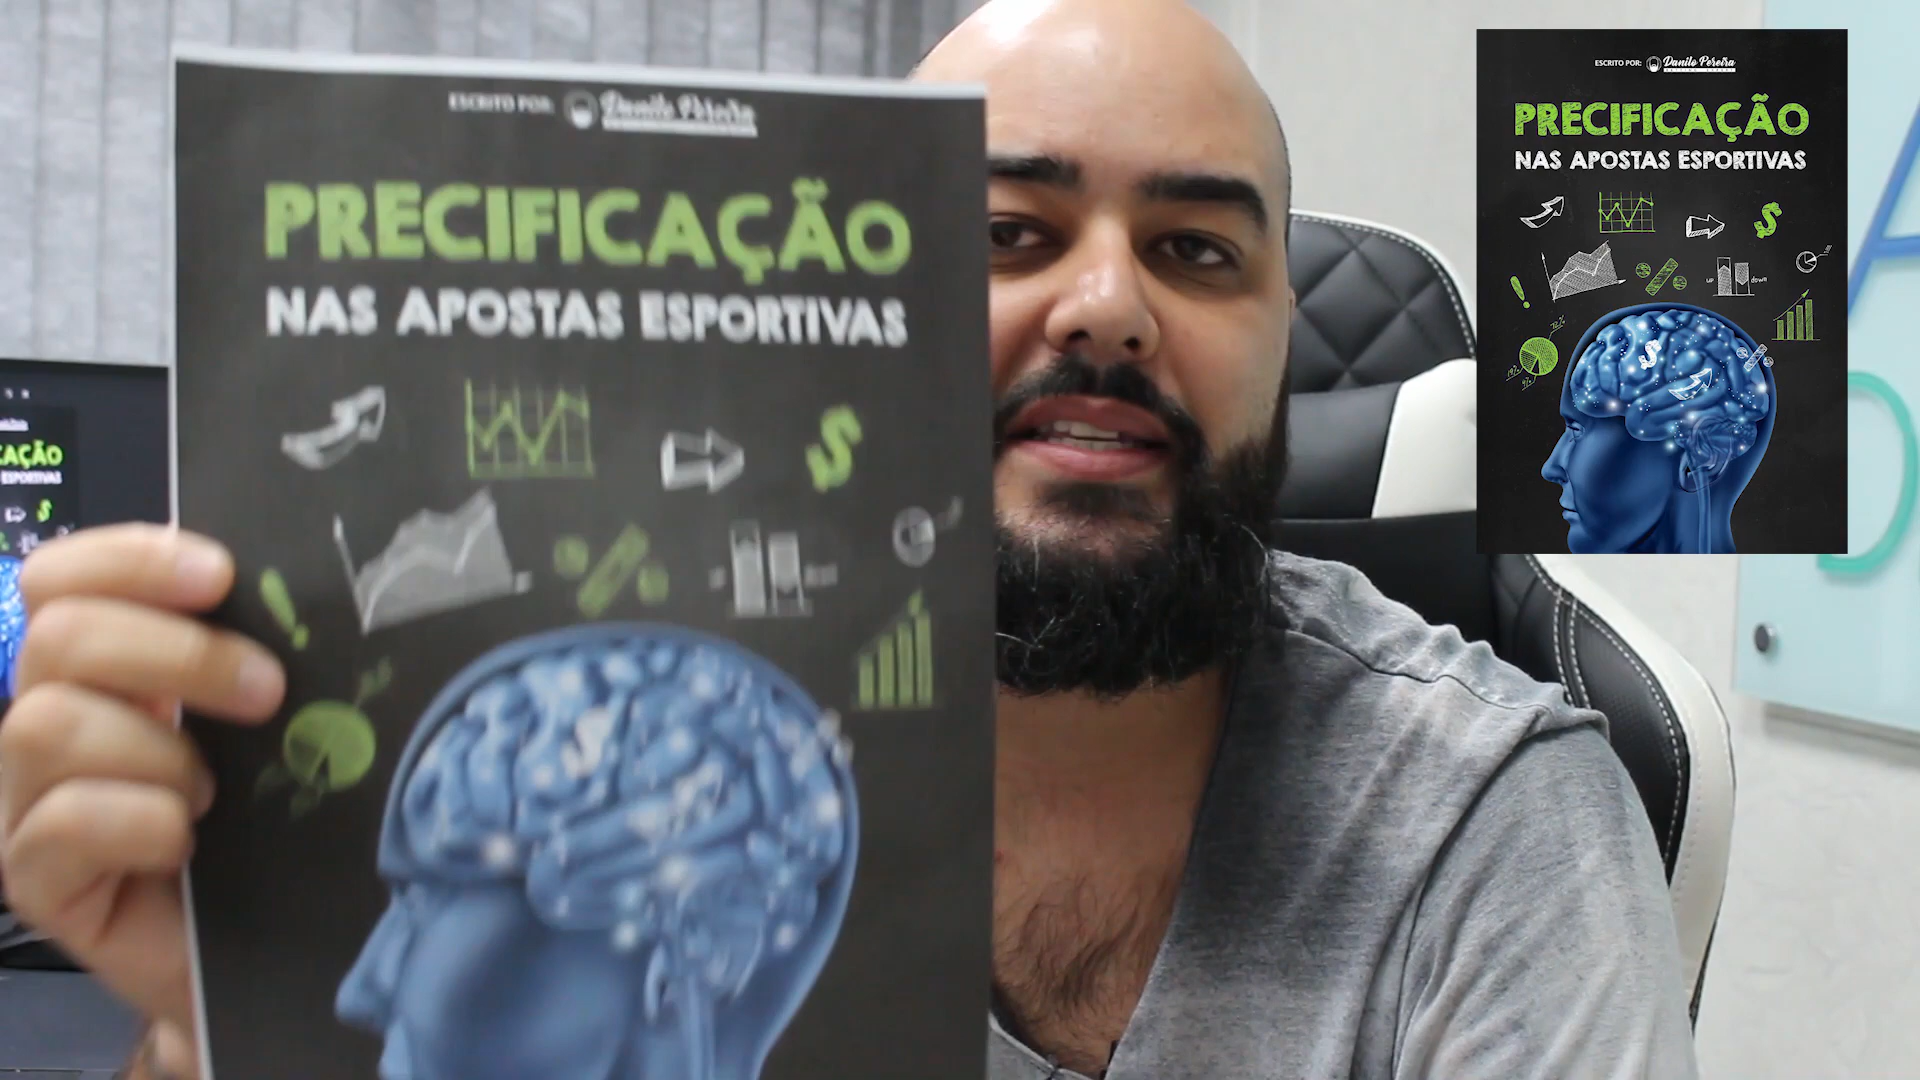 ESCRITO POR: Danilo Pereira
PRECIFICAÇÃO
NAS APOSTAS ESPORTIVAS
ESCRITO POR: Danilo Pereira
PRECIFICAÇÃO
NAS APOSTAS ESPORTIVAS
$
%
UP
down
!
72%
$
%
CAÇÃO
ESPORTIVAS
$
A
D